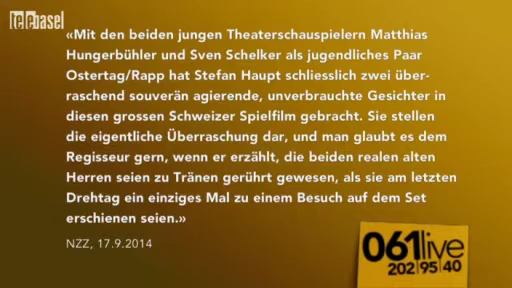 telebasel
«Mit den beiden jungen Theaterschauspielern Matthias
Hungerbühler und Sven Schelker als jugendliches Paar
Ostertag/Rapp hat Stefan Haupt schliesslich zwei über-
raschend souverän agierende, unverbrauchte Gesichter in
diesen grossen Schweizer Spielfilm gebracht. Sie stellen
die eigentliche Überraschung dar, und man glaubt es dem
Regisseur gern, wenn er erzählt, die beiden realen alten
Herren seien zu Tränen gerührt gewesen, als sie am letzten
Drehtag ein einziges Mal zu einem Besuch auf dem Set
erschienen seien.»
NZZ, 17.9.2014
061live
202|95|40